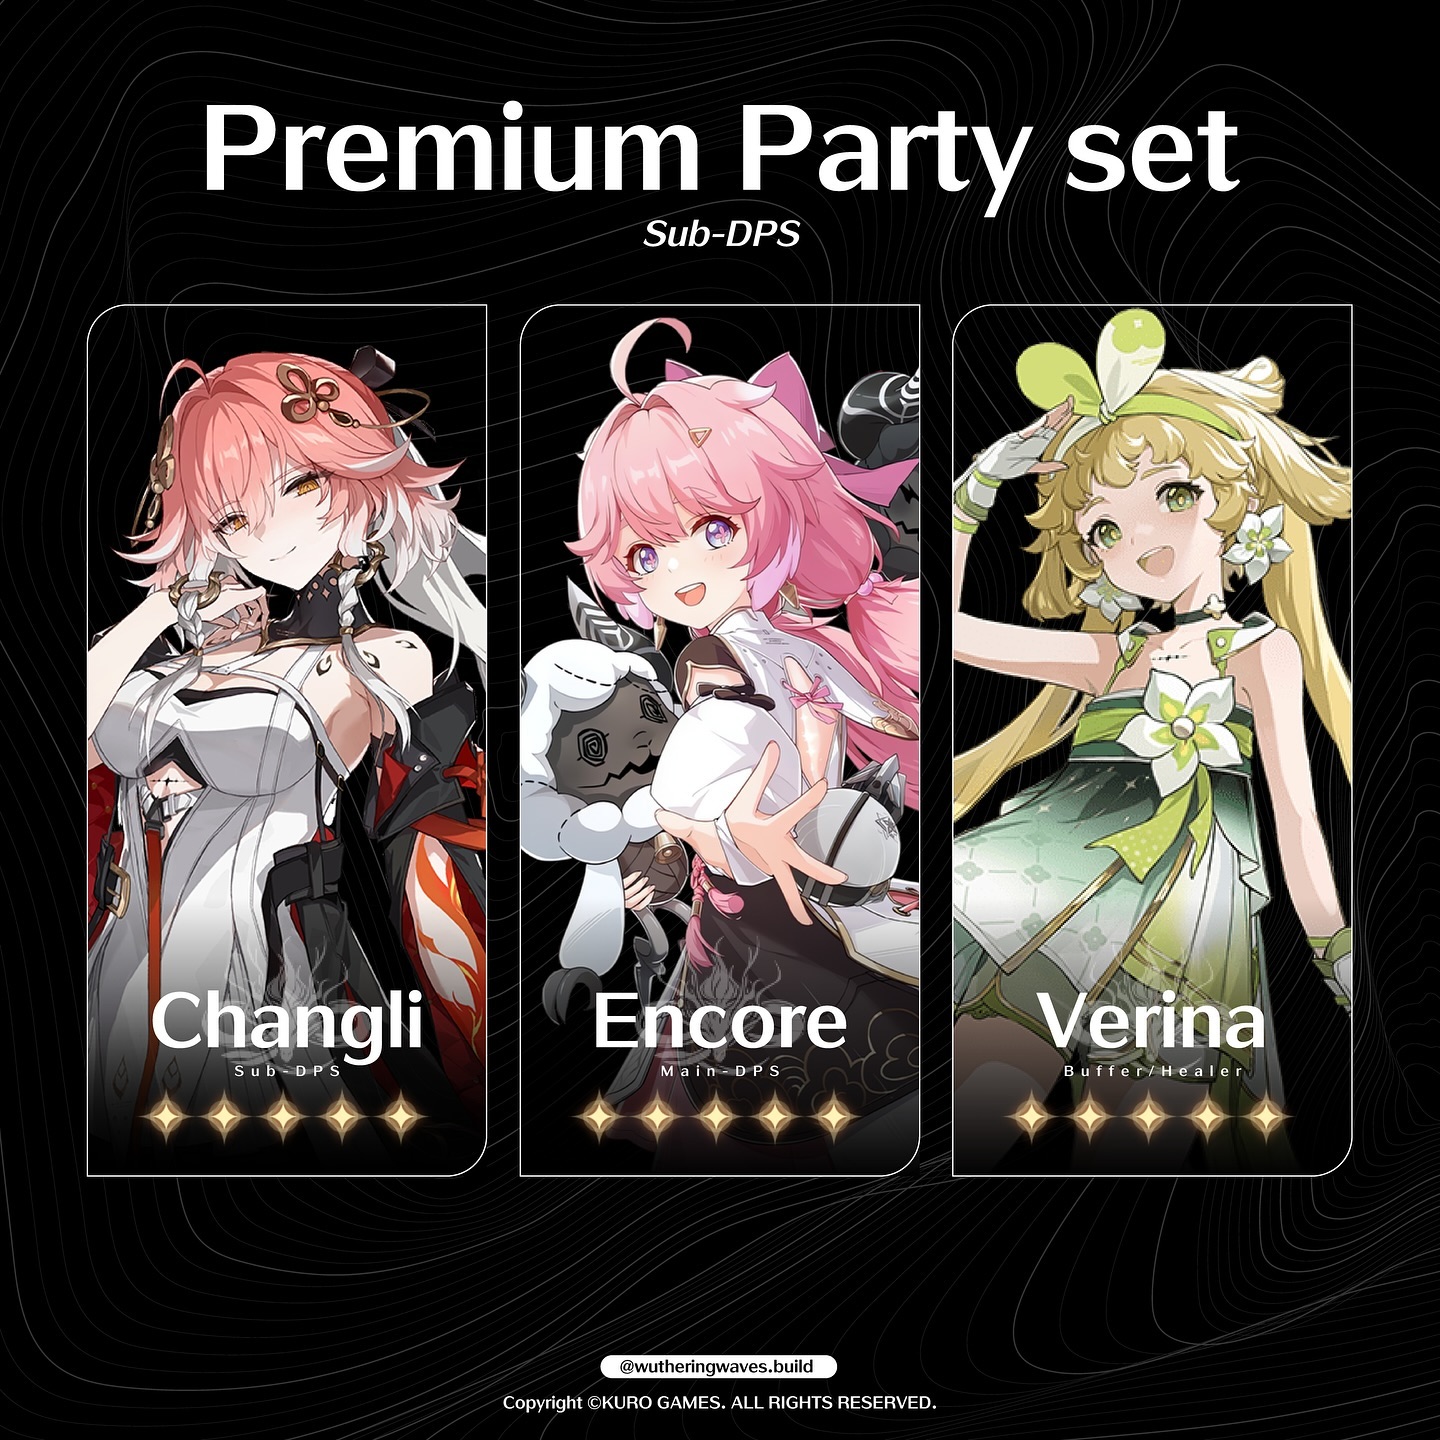 Premium Party set
Sub-DPS
Changli
Sub-DPS
Encore
Main-DPS
Verina
Buffer/Healer
@wutheringwaves.build
Copyright ©KURO GAMES. ALL RIGHTS RESERVED.